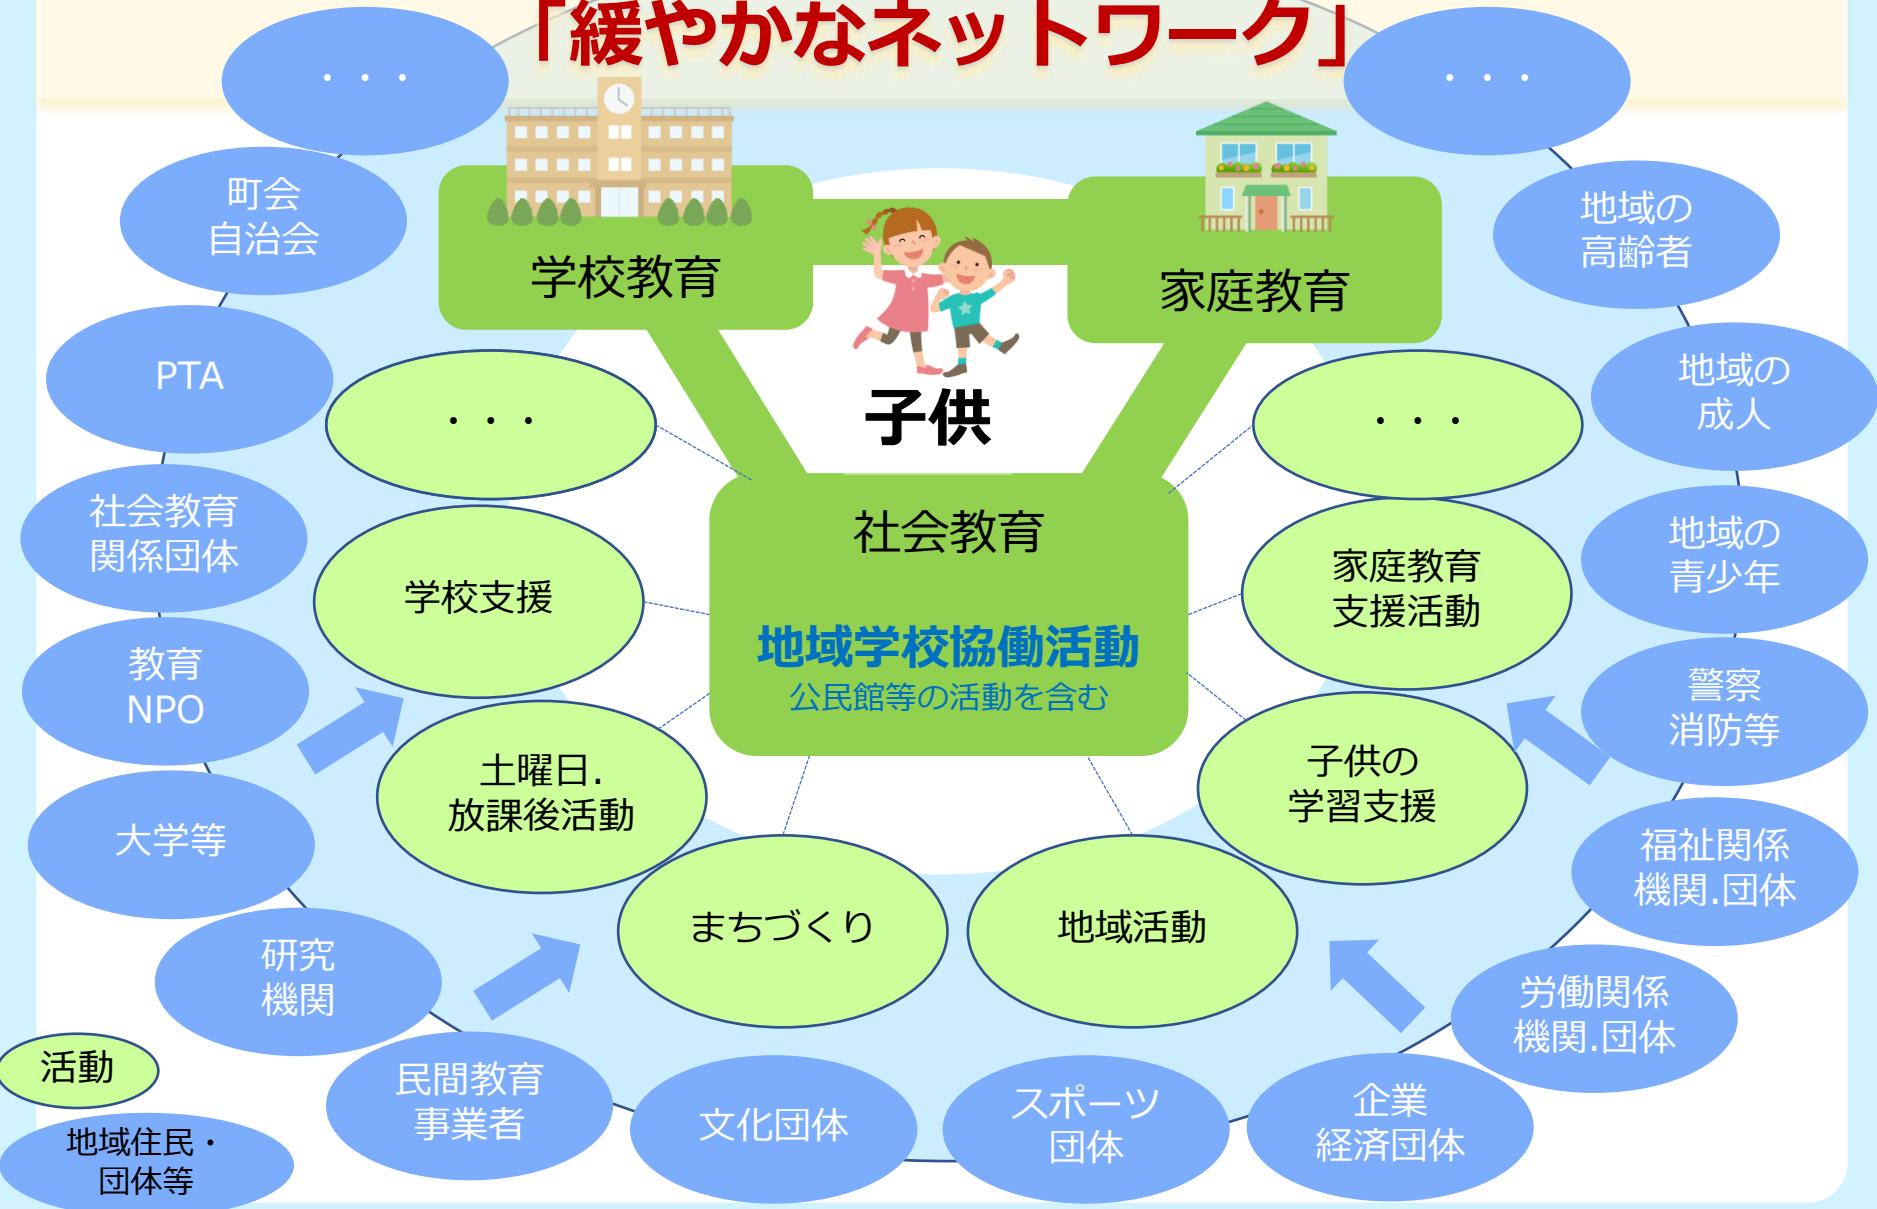 「緩やかなネットワーク」
・・・
・・・
町会
自治会
地域の
高齢者
学校教育
家庭教育
PTA
地域の
成人
子供
・・・
・・・
社会教育
関係団体
地域の
青少年
社会教育
学校支援
家庭教育
支援活動
地域学校協働活動
公民館等の活動を含む
教育
NPO
警察
消防等
土曜日.
放課後活動
子供の
学習支援
大学等
福祉関係
機関.団体
まちづくり
地域活動
研究
機関
労働関係
機関.団体
活動
民間教育
事業者
文化団体
スポーツ
団体
企業
経済団体
地域住民・
団体等